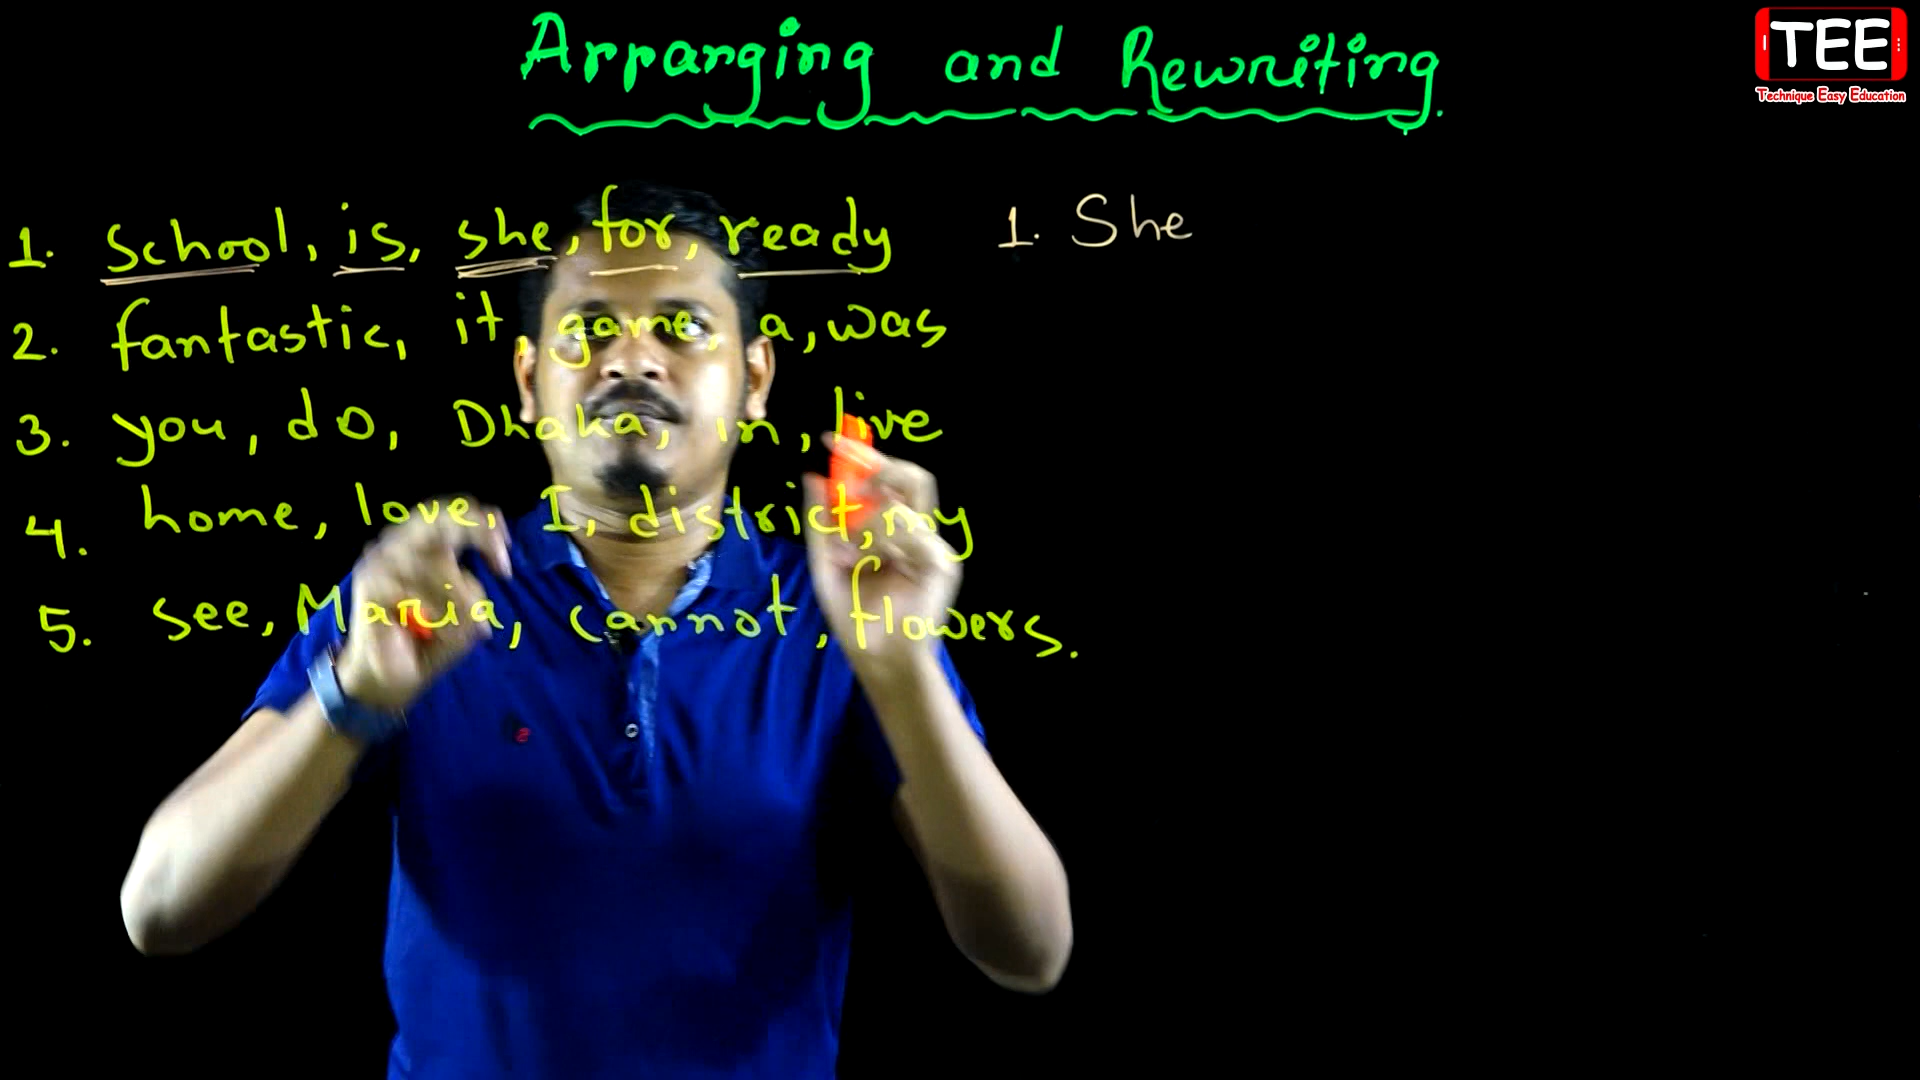 Arranging and Rewriting.
TEE
Technique Easy Education
1. School, is, she, for, ready
1. She
2. fantastic, it, game, a, was
3. you, do, Dhaka, in, live
4. home, love, I, district, my
5. see, Maria, cannot, flowers.